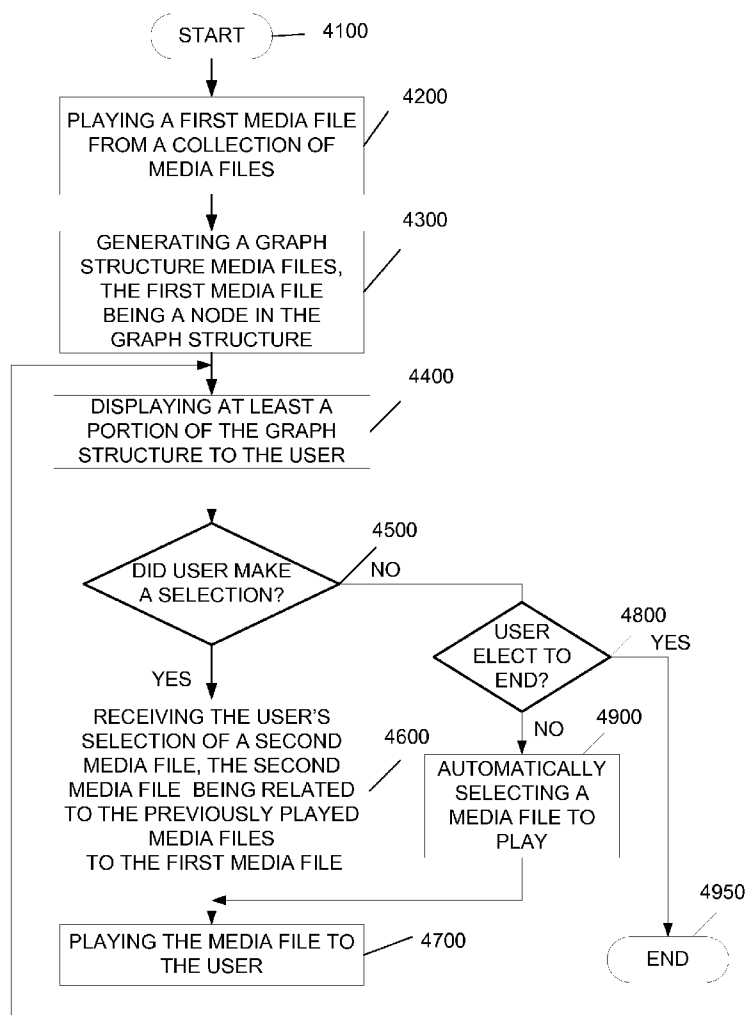 START
4100
4200
PLAYING A FIRST MEDIA FILE
FROM A COLLECTION OF
MEDIA FILES
4300
GENERATING A GRAPH
STRUCTURE MEDIA FILES,
THE FIRST MEDIA FILE
BEING A NODE IN THE
GRAPH STRUCTURE
4400
DISPLAYING AT LEAST A
PORTION OF THE GRAPH
STRUCTURE TO THE USER
4500
DID USER MAKE
A SELECTION?
NO
4800
USER
ELECT TO
END?
YES
YES
NO
4900
RECEIVING THE USER'S
SELECTION OF A SECOND
MEDIA FILE, THE SECOND
MEDIA FILE BEING RELATED
TO THE PREVIOUSLY PLAYED
MEDIA FILES
TO THE FIRST MEDIA FILE
4600
AUTOMATICALLY
SELECTING A
MEDIA FILE TO
PLAY
4950
PLAYING THE MEDIA FILE TO
THE USER
4700
END